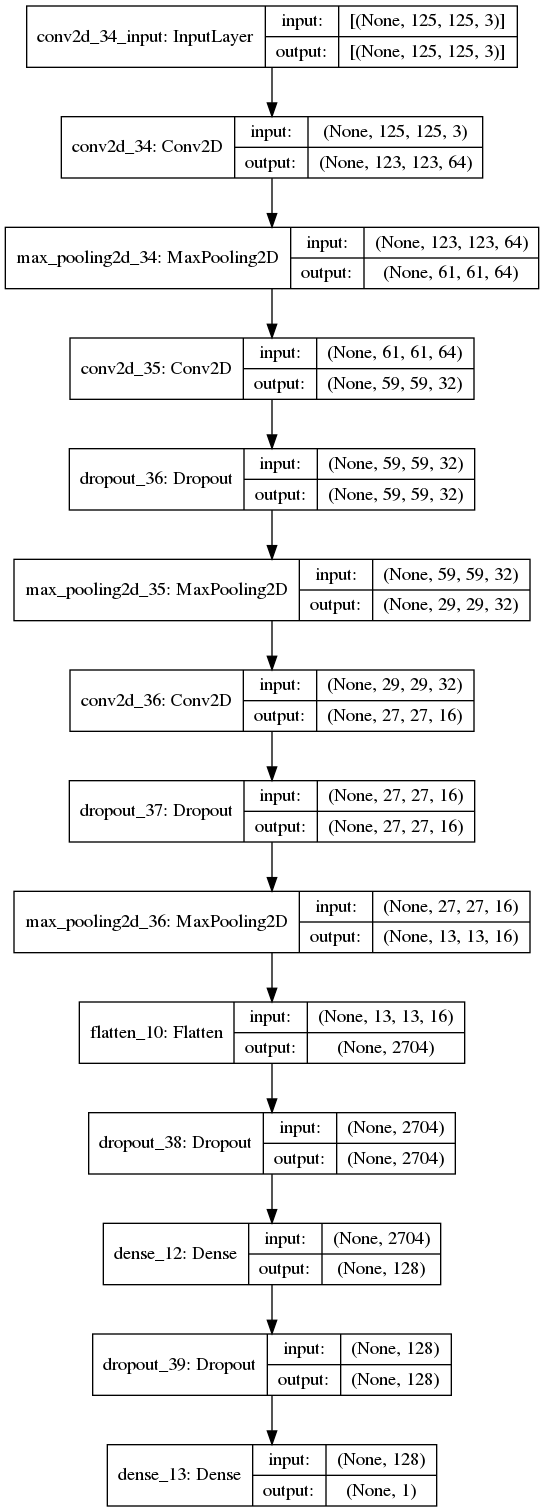 conv2d_34_input: InputLayer
input: [(None, 125, 125, 3)]
output: [(None, 125, 125, 3)]
conv2d_34: Conv2D
input: (None, 125, 125, 3)
output: (None, 123, 123, 64)
max_pooling2d_34: MaxPooling2D
input: (None, 123, 123, 64)
output: (None, 61, 61, 64)
conv2d_35: Conv2D
input: (None, 61, 61, 64)
output: (None, 59, 59, 32)
dropout_36: Dropout
input: (None, 59, 59, 32)
output: (None, 59, 59, 32)
max_pooling2d_35: MaxPooling2D
input: (None, 59, 59, 32)
output: (None, 29, 29, 32)
conv2d_36: Conv2D
input: (None, 29, 29, 32)
output: (None, 27, 27, 16)
dropout_37: Dropout
input: (None, 27, 27, 16)
output: (None, 27, 27, 16)
max_pooling2d_36: MaxPooling2D
input: (None, 27, 27, 16)
output: (None, 13, 13, 16)
flatten_10: Flatten
input: (None, 13, 13, 16)
output: (None, 2704)
dropout_38: Dropout
input: (None, 2704)
output: (None, 2704)
dense_12: Dense
input: (None, 2704)
output: (None, 128)
dropout_39: Dropout
input: (None, 128)
output: (None, 128)
dense_13: Dense
input: (None, 128)
output: (None, 1)